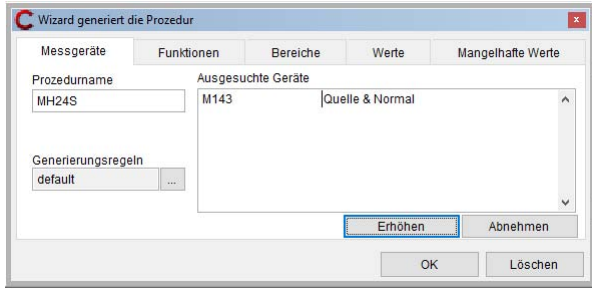 Wizard generiert die Prozedur
Messgeräte
Funktionen
Bereiche
Werte
Mangelhafte Werte
Prozedurname
MH24S
Ausgesuchte Geräte
M143 Quelle & Normal
Generierungsregeln
default ...
Erhöhen
Abnehmen
OK
Löschen